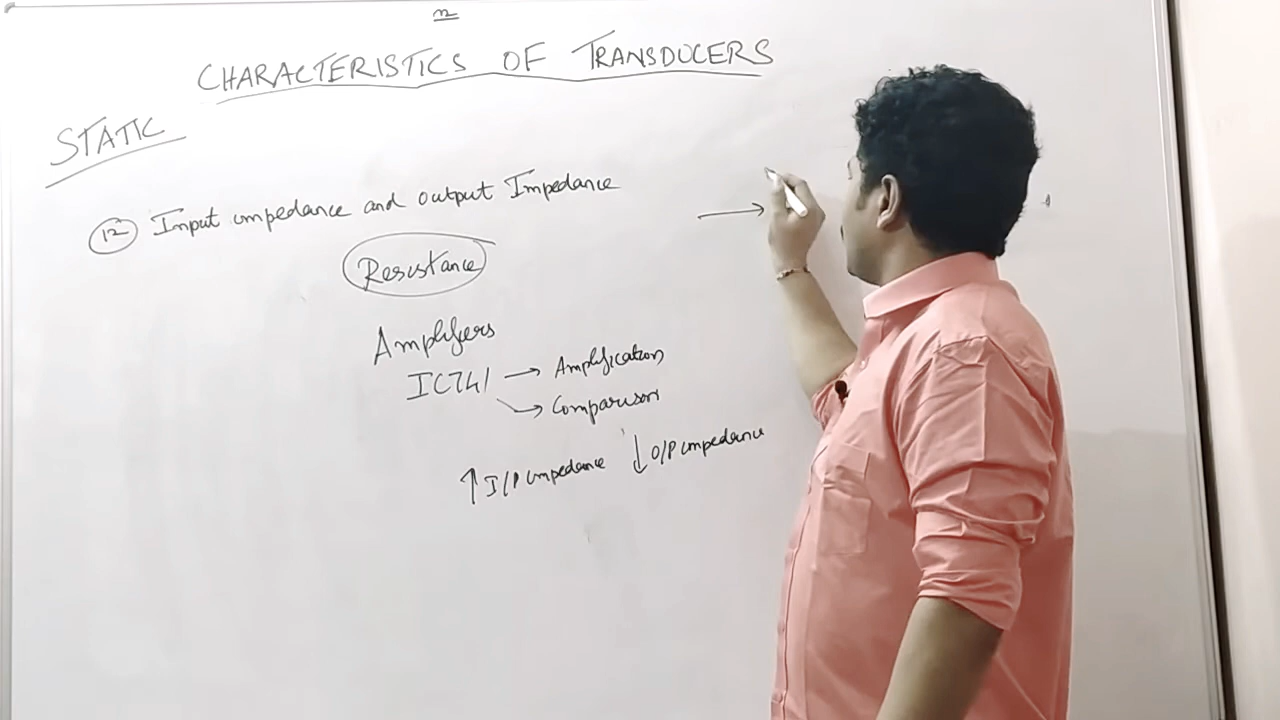 CHARACTERISTICS OF TRANSDUCERS
STATIC
12 Input impedance and output Impedance
Resistance
Amplifiers
IC741 → Amplification
→ Comparison
↑ I/P impedance ↓ O/P impedance
→